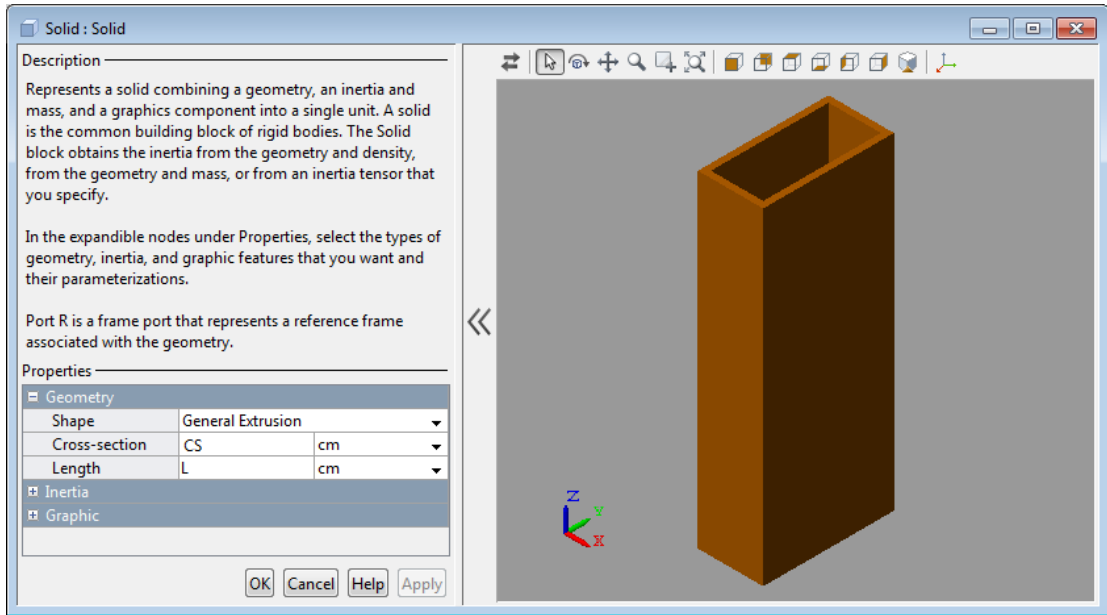 Solid : Solid
Description
Represents a solid combining a geometry, an inertia and
mass, and a graphics component into a single unit. A solid
is the common building block of rigid bodies. The Solid
block obtains the inertia from the geometry and density,
from the geometry and mass, or from an inertia tensor that
you specify.
In the expandible nodes under Properties, select the types of
geometry, inertia, and graphic features that you want and
their parameterizations.
Port R is a frame port that represents a reference frame
associated with the geometry.
Properties
Geometry
Shape General Extrusion
Cross-section CS cm
Length L cm
Inertia
Graphic
OK Cancel Help Apply
Z
Y
X